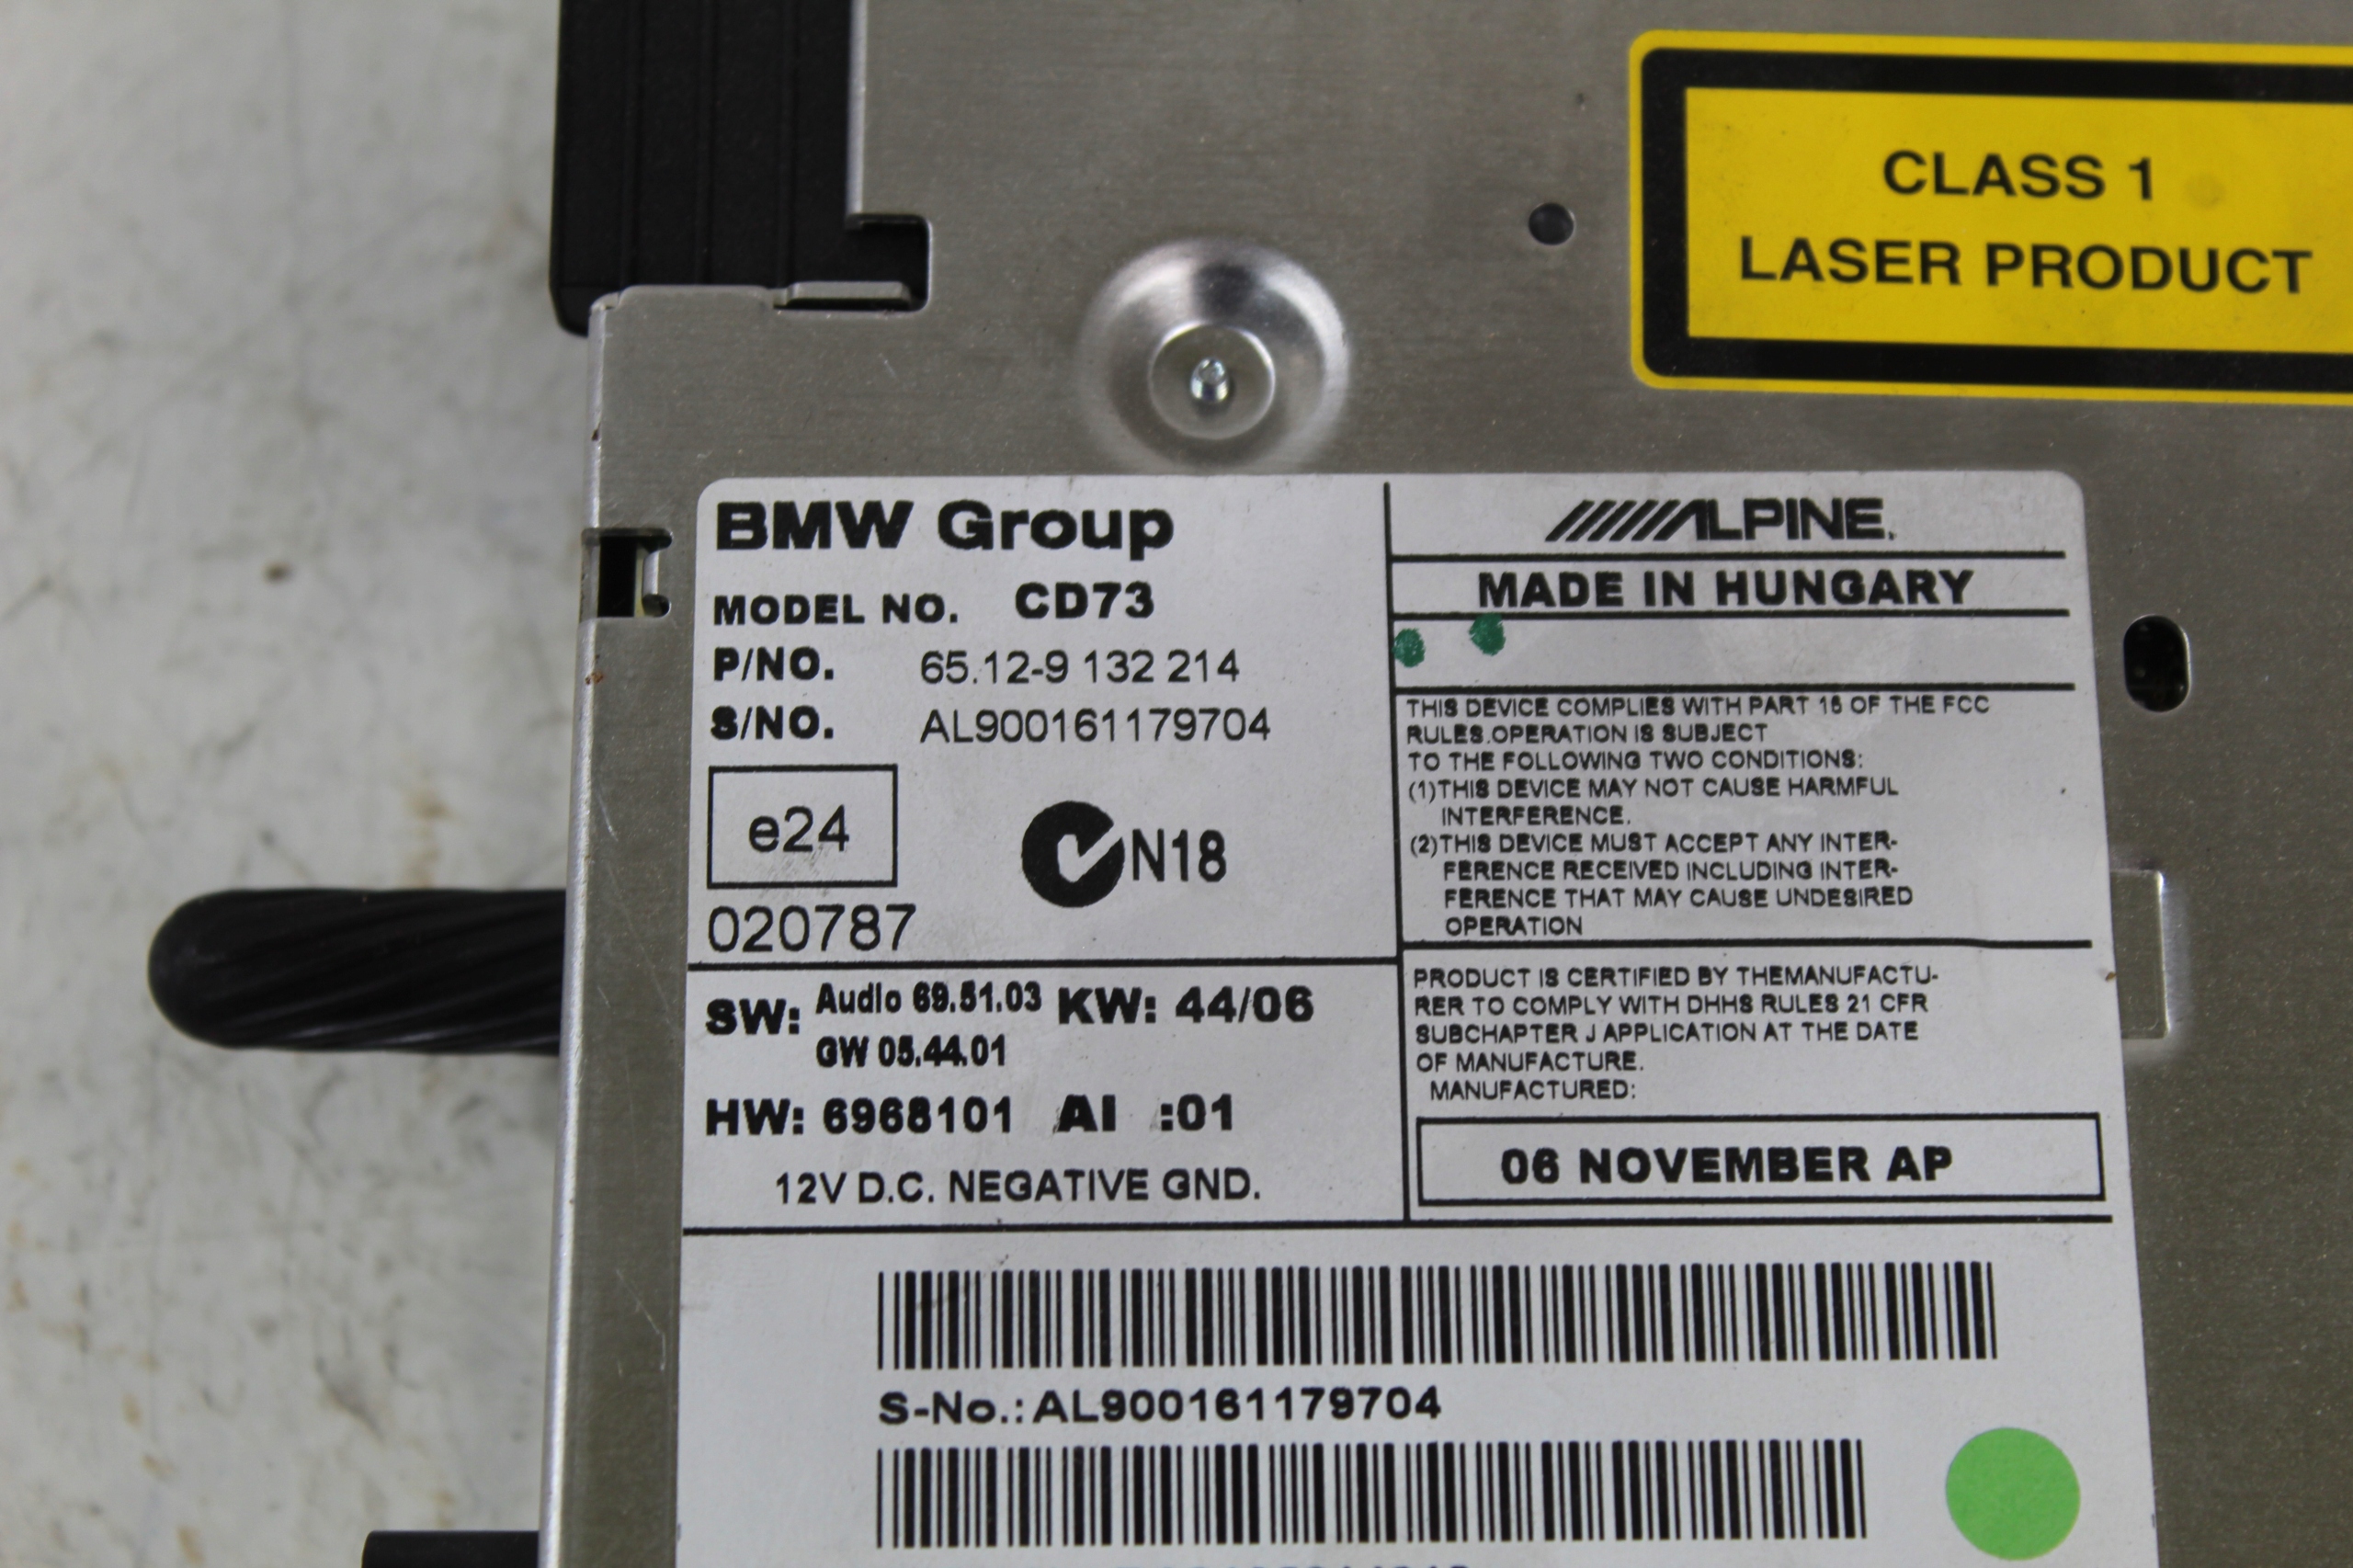 CLASS 1
LASER PRODUCT
BMW Group
MODEL NO. CD73
P/NO. 65.12-9 132 214
S/NO. AL900161179704
e24
N18
020787
SW: Audio 69.51.03 KW: 44/06
GW 05.44.01
HW: 6968101 AI :01
12V D.C. NEGATIVE GND.
ALPINE
MADE IN HUNGARY
THIS DEVICE COMPLIES WITH PART 15 OF THE FCC
RULES.OPERATION IS SUBJECT
TO THE FOLLOWING TWO CONDITIONS:
(1)THIS DEVICE MAY NOT CAUSE HARMFUL
INTERFERENCE.
(2)THIS DEVICE MUST ACCEPT ANY INTER-
FERENCE RECEIVED INCLUDING INTER-
FERENCE THAT MAY CAUSE UNDESIRED
OPERATION
PRODUCT IS CERTIFIED BY THEMANUFACTU-
RER TO COMPLY WITH DHHS RULES 21 CFR
SUBCHAPTER J APPLICATION AT THE DATE
OF MANUFACTURE.
MANUFACTURED:
06 NOVEMBER AP
S-No.: AL900161179704